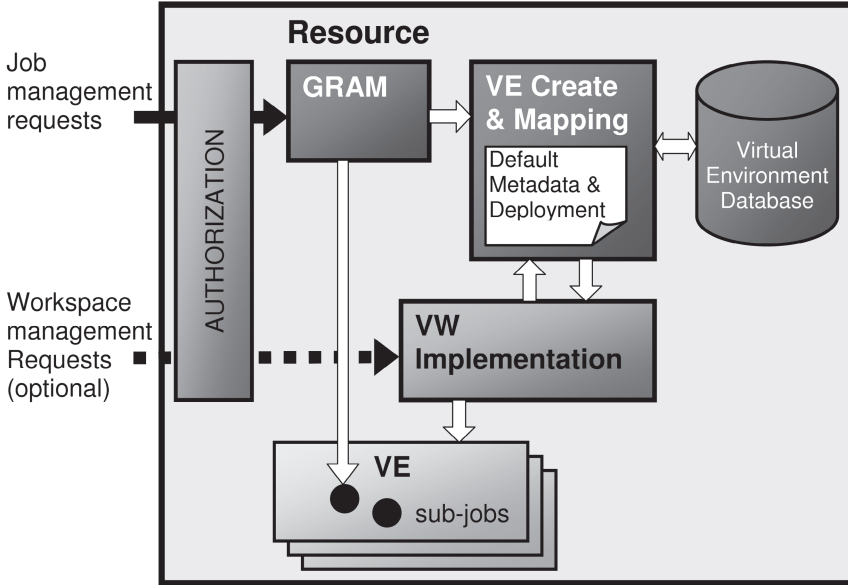 Resource
Job
management
requests
AUTHORIZATION
GRAM
VE Create
& Mapping
Default
Metadata &
Deployment
Virtual
Environment
Database
Workspace
management
Requests
(optional)
VW
Implementation
VE
sub-jobs